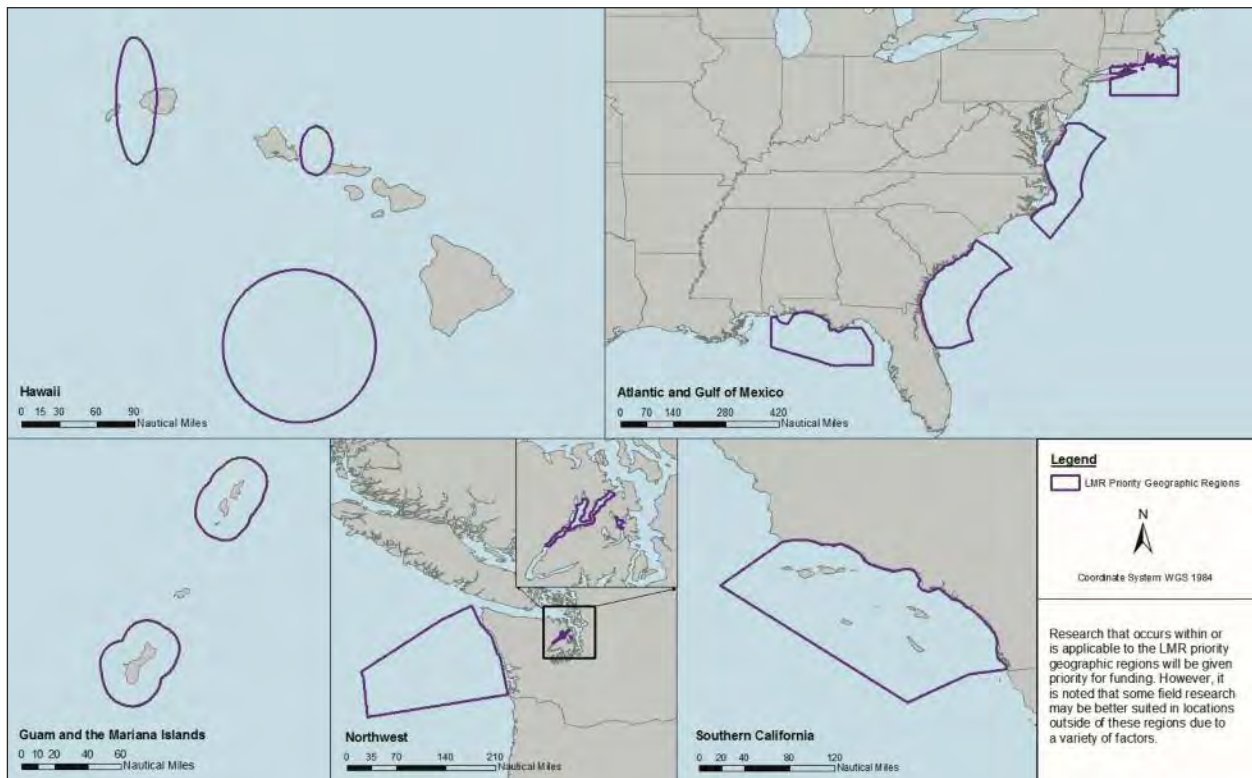 Hawaii
0 15 30 60 90
Nautical Miles
Atlantic and Gulf of Mexico
0 70 140 280 420
Nautical Miles
Guam and the Mariana Islands
0 10 20 40 60
Nautical Miles
Northwest
0 35 70 140 210
Nautical Miles
Southern California
0 20 40 80 120
Nautical Miles
Legend
LMR Priority Geographic Regions
N
Coordinate System: WGS 1984
Research that occurs within or
is applicable to the LMR priority
geographic regions will be given
priority for funding. However, it
is noted that some field research
may be better suited in locations
outside of these regions due to
a variety of factors.